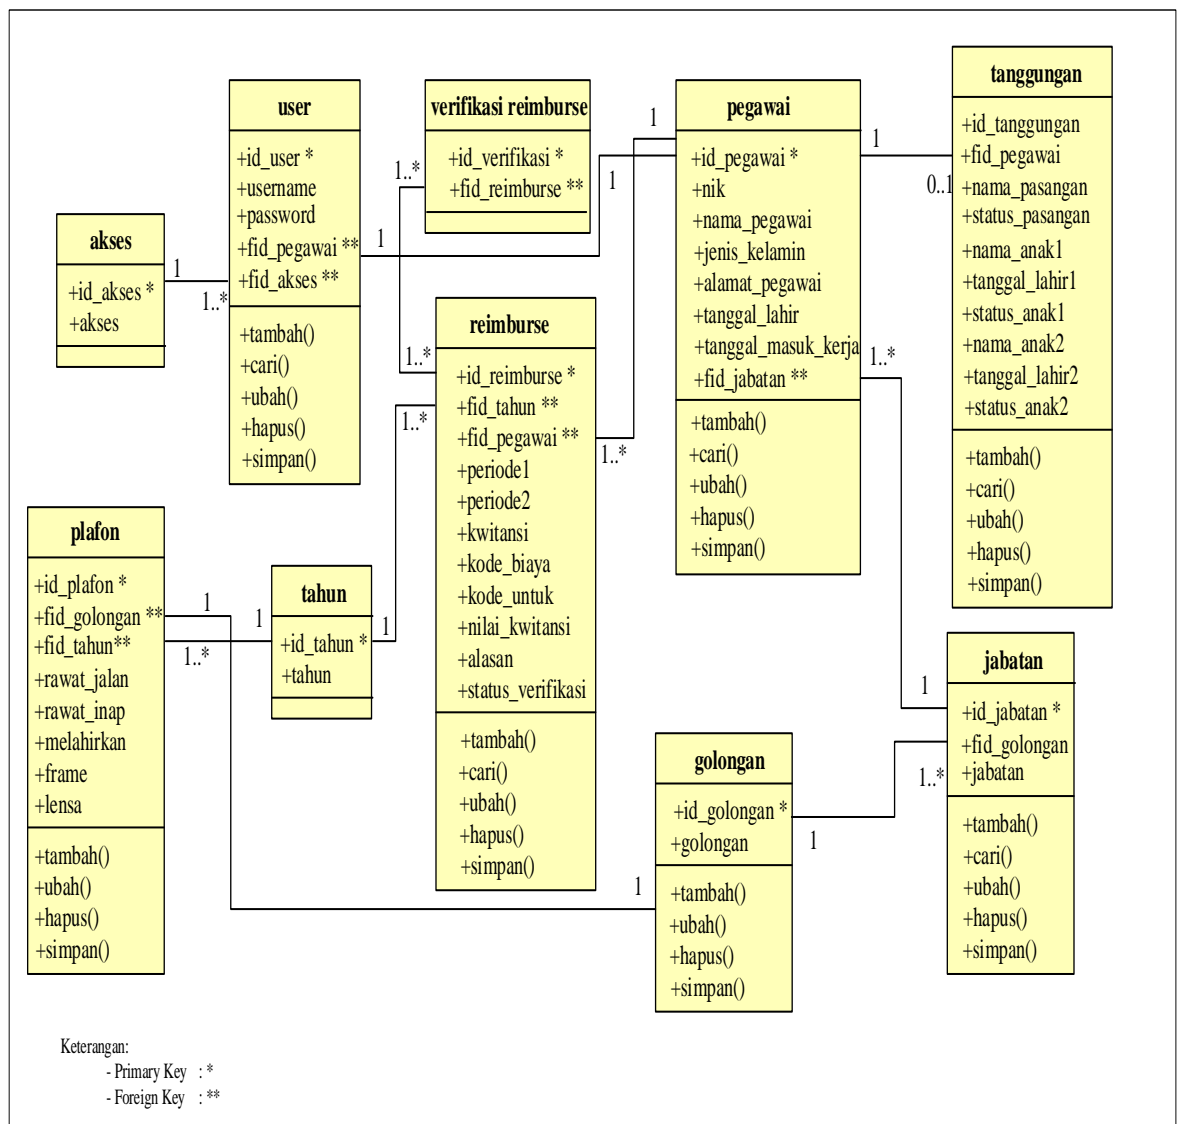 akses
+id_akses *
+akses
user
+id_user *
+username
+password
+fid_pegawai **
+fid_akses **
+tambah()
+cari()
+ubah()
+hapus()
+simpan()
verifikasi reimburse
+id_verifikasi *
+fid_reimburse **
reimburse
+id_reimburse *
+fid_tahun **
+fid_pegawai **
+periode1
+periode2
+kwitansi
+kode_biaya
+kode_untuk
+nilai_kwitansi
+alasan
+status_verifikasi
+tambah()
+cari()
+ubah()
+hapus()
+simpan()
pegawai
+id_pegawai *
+nik
+nama_pegawai
+jenis_kelamin
+alamat_pegawai
+tanggal_lahir
+tanggal_masuk_kerja
+fid_jabatan **
+tambah()
+cari()
+ubah()
+hapus()
+simpan()
tanggungan
+id_tanggungan
+fid_pegawai
+nama_pasangan
+status_pasangan
+nama_anak1
+tanggal_lahir1
+status_anak1
+nama_anak2
+tanggal_lahir2
+status_anak2
+tambah()
+cari()
+ubah()
+hapus()
+simpan()
plafon
+id_plafon *
+fid_golongan **
+fid_tahun**
+rawat_jalan
+rawat_inap
+melahirkan
+frame
+lensa
+tambah()
+ubah()
+hapus()
+simpan()
tahun
+id_tahun *
+tahun
golongan
+id_golongan *
+golongan
+tambah()
+ubah()
+hapus()
+simpan()
jabatan
+id_jabatan *
+fid_golongan
+jabatan
+tambah()
+cari()
+ubah()
+hapus()
+simpan()
1
1..*
1
1
1..*
1..*
1
1..*
1
0..1
1..*
1
1..*
1
1
1..*
1
1
1..*
1
Keterangan:
- Primary Key : *
- Foreign Key : **